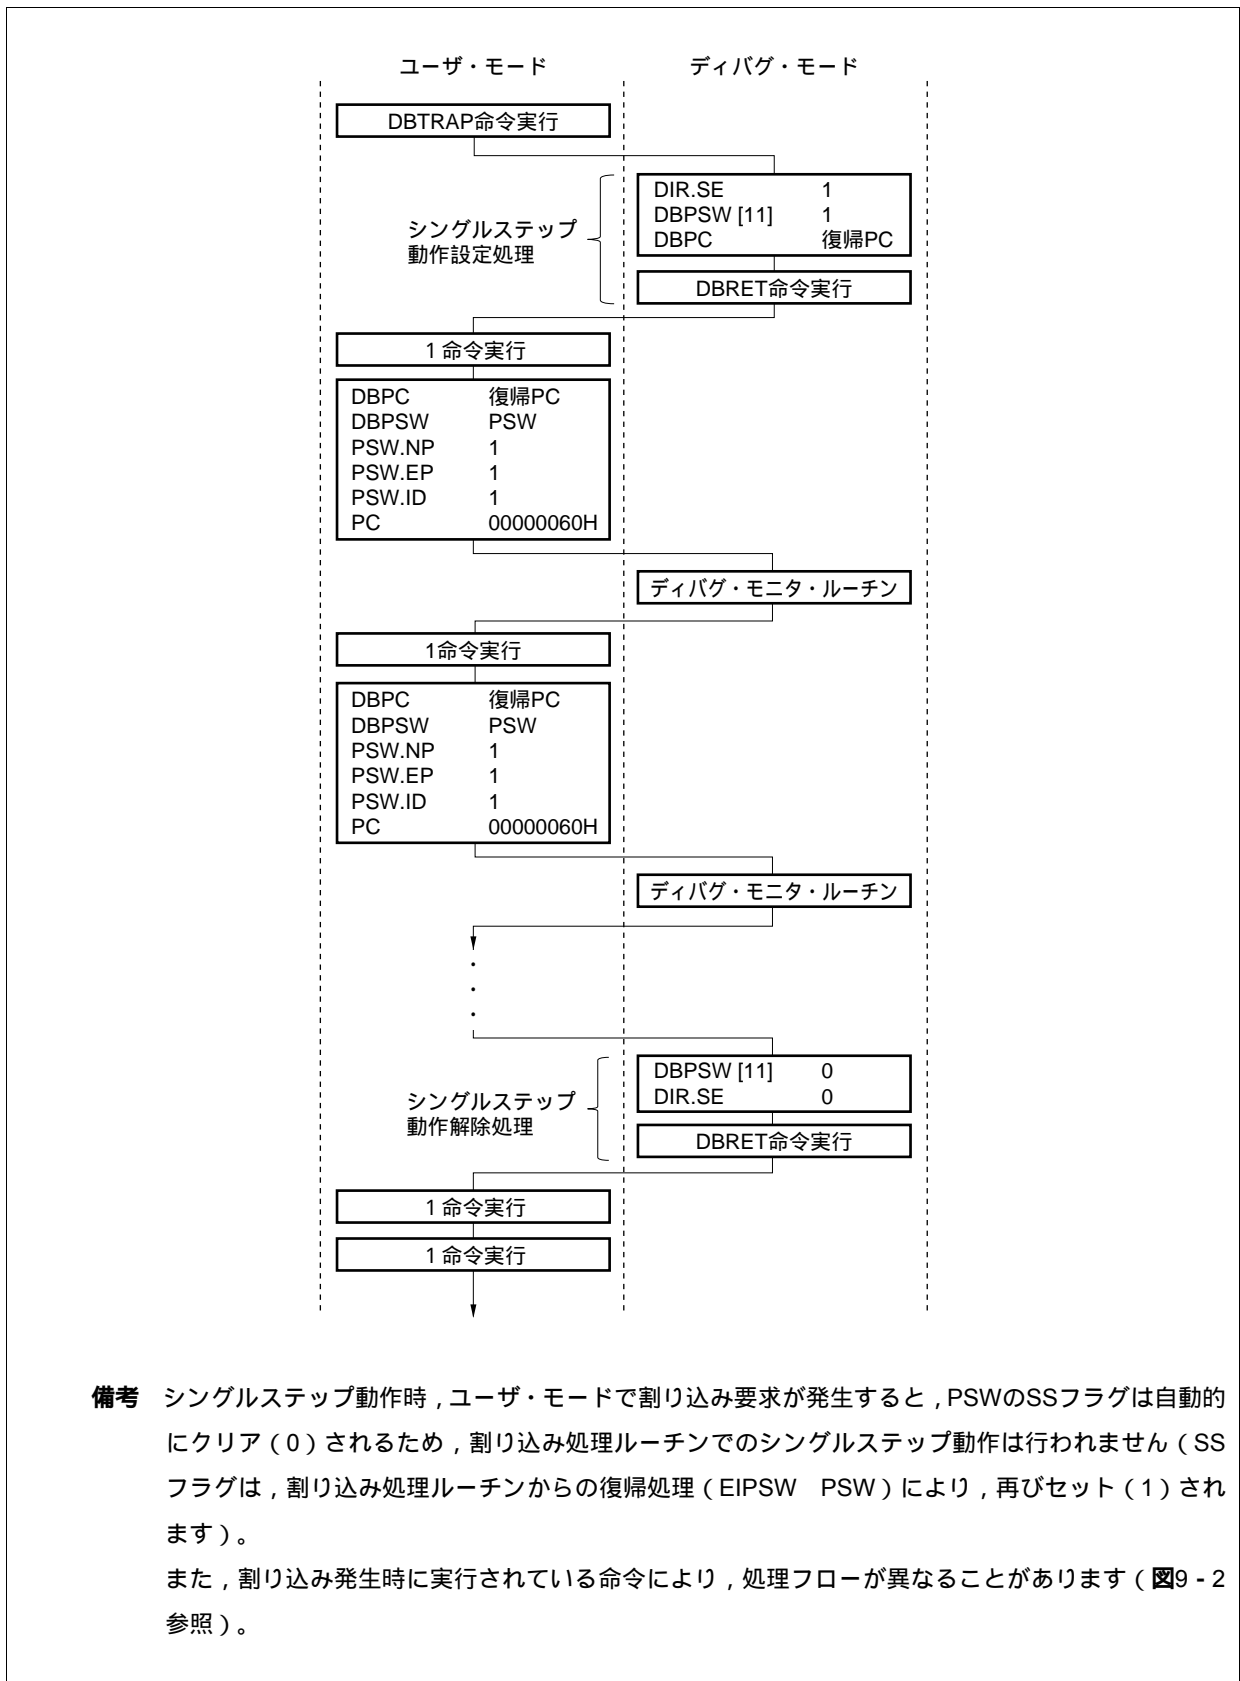 ユーザ・モード ディバグ・モード
DBTRAP命令実行
DIR.SE 1
DBPSW [11] 1
DBPC 復帰PC
シングルステップ
動作設定処理
DBRET命令実行
1 命令実行
DBPC 復帰PC
DBPSW PSW
PSW.NP 1
PSW.EP 1
PSW.ID 1
PC 00000060H
ディバグ・モニタ・ルーチン
1命令実行
DBPC 復帰PC
DBPSW PSW
PSW.NP 1
PSW.EP 1
PSW.ID 1
PC 00000060H
ディバグ・モニタ・ルーチン
・
・
・
DBPSW [11] 0
DIR.SE 0
シングルステップ
動作解除処理
DBRET命令実行
1 命令実行
1 命令実行
備考 シングルステップ動作時，ユーザ・モードで割り込み要求が発生すると，PSWのSSフラグは自動的
にクリア（0）されるため，割り込み処理ルーチンでのシングルステップ動作は行われません（SS
フラグは，割り込み処理ルーチンからの復帰処理（EIPSW PSW）により，再びセット（1）され
ます）。
また，割り込み発生時に実行されている命令により，処理フローが異なることがあります（図9 - 2
参照）。